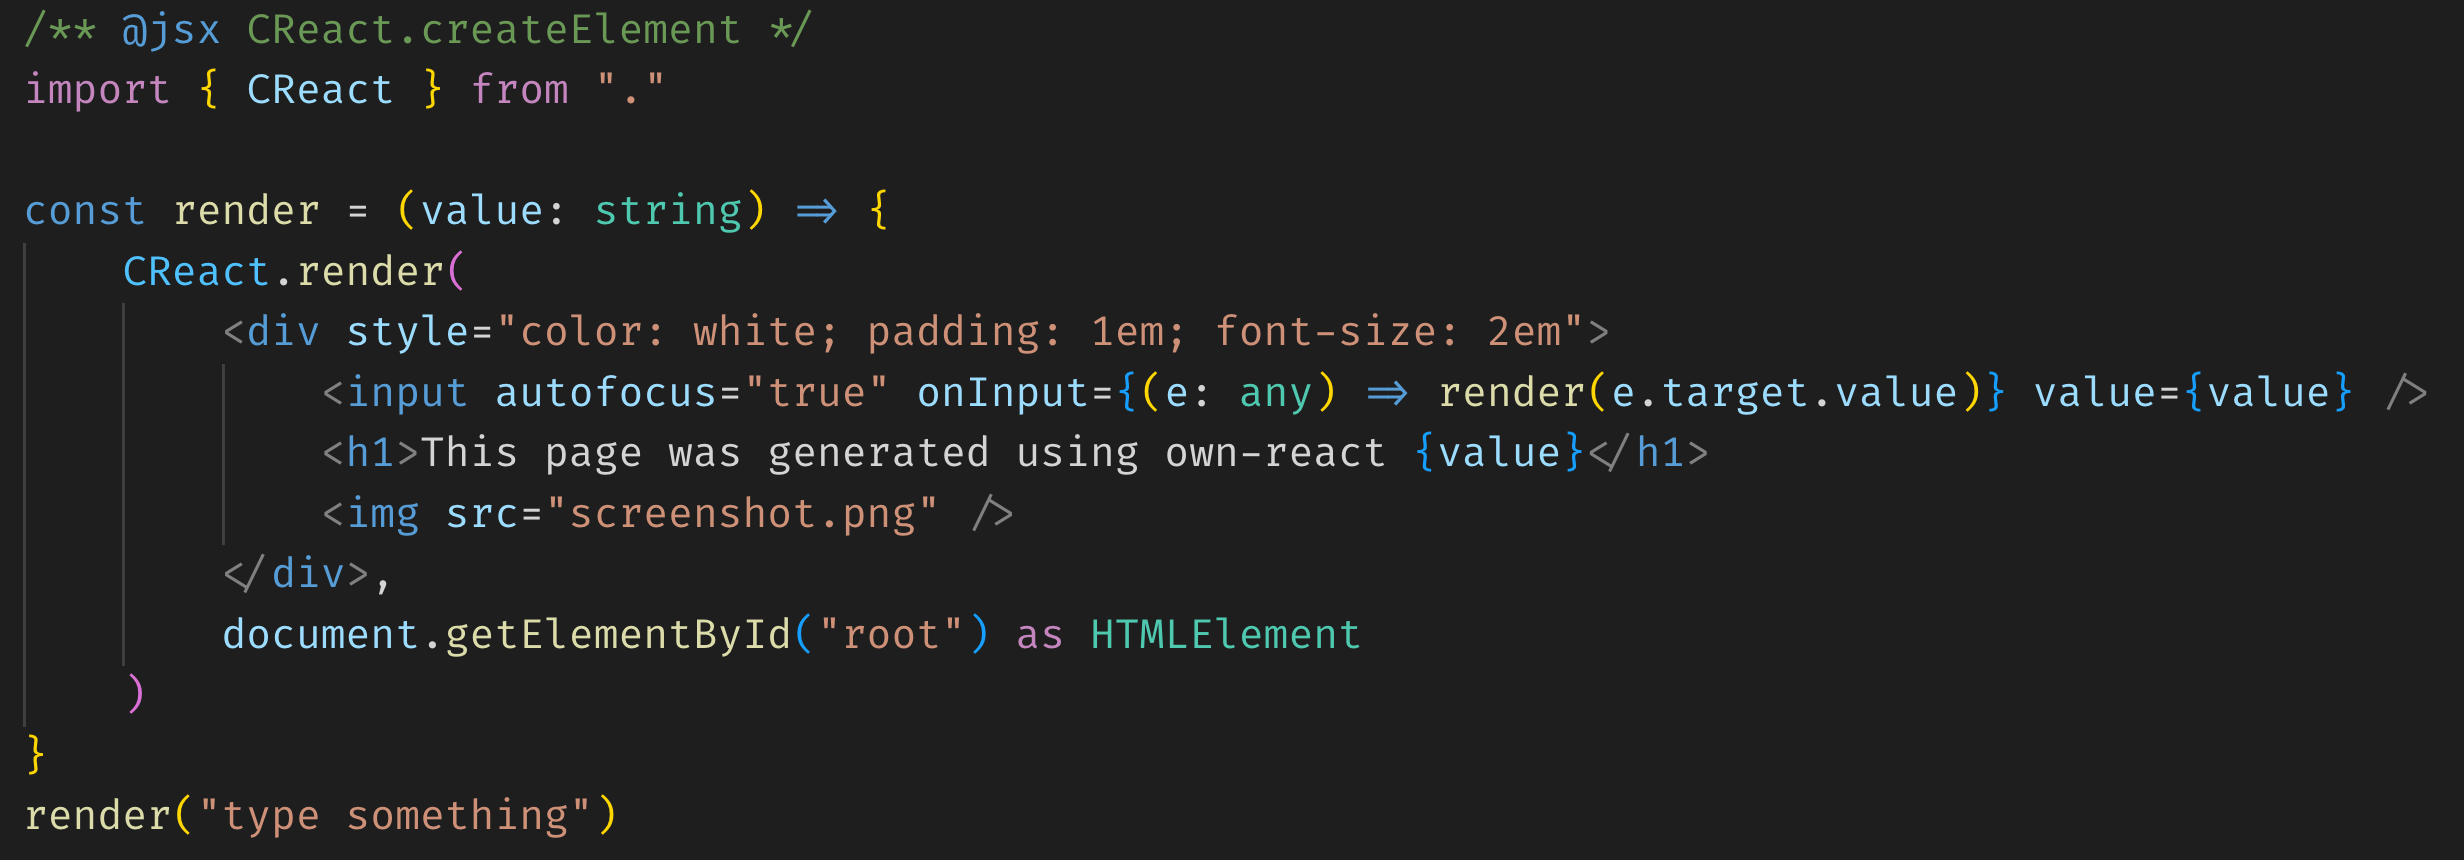 /** @jsx CReact.createElement */
import { CReact } from "."
const render = (value: string) => {
CReact.render(
<div style="color: white; padding: 1em; font-size: 2em">
<input autofocus="true" onInput={(e: any) => render(e.target.value)} value={value} />
<h1>This page was generated using own-react {value}</h1>
<img src="screenshot.png" />
</div>,
document.getElementById("root") as HTMLElement
)
}
render("type something")